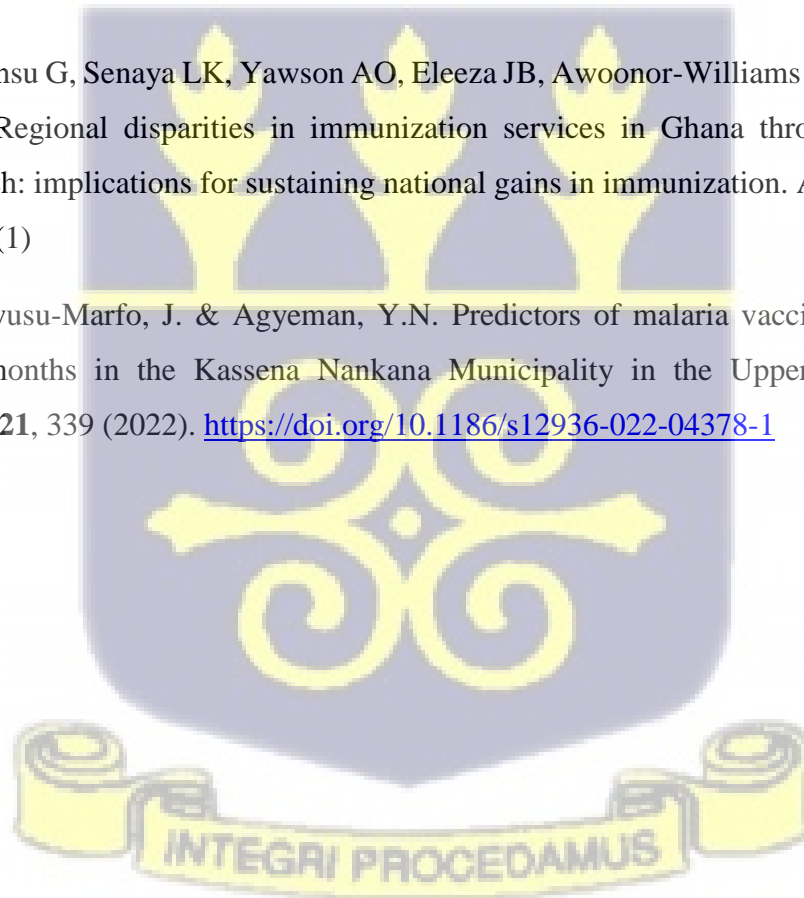 nsu G, Senaya LK, Yawson AO, Eleeza JB, Awoonor-Williams
Regional disparities in immunization services in Ghana thro
h: implications for sustaining national gains in immunization. A
(1)
usu-Marfo, J. & Agyeman, Y.N. Predictors of malaria vacci
onths in the Kassena Nankana Municipality in the Upper
21, 339 (2022). https://doi.org/10.1186/s12936-022-04378-1
INTEGRI PROCEDAMUS